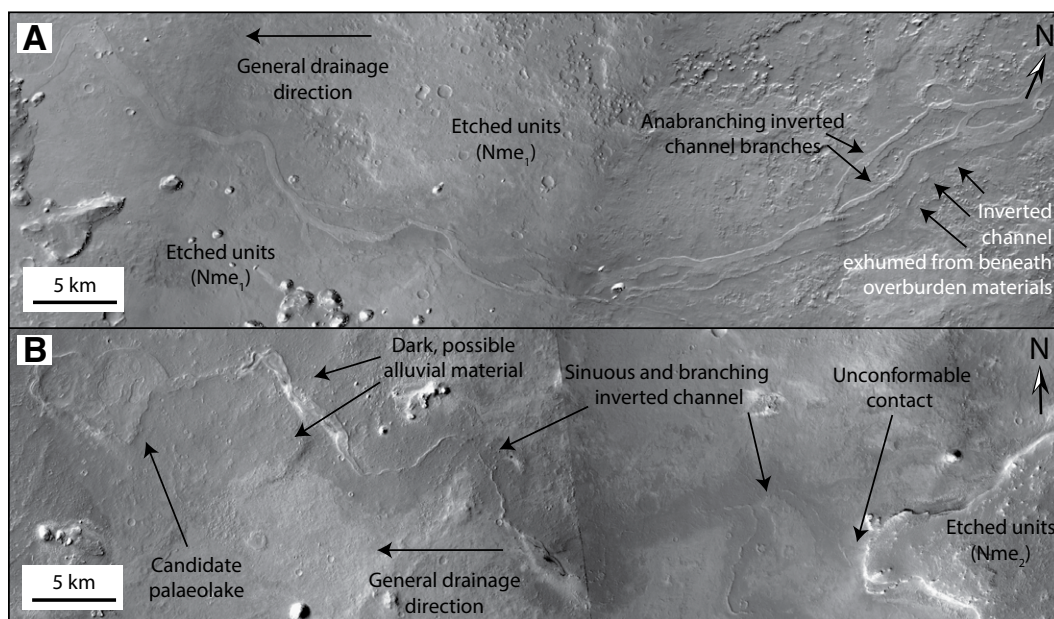 A
General drainage
direction
N
Etched units
(Nme1)
Anabranching inverted
channel branches
Inverted
channel
exhumed from beneath
overburden materials
Etched units
(Nme1)
5 km
B
Dark, possible
alluvial material
Sinuous and branching
inverted channel
Unconformable
contact
N
Etched units
(Nme2)
Candidate
palaeolake
General drainage
direction
5 km